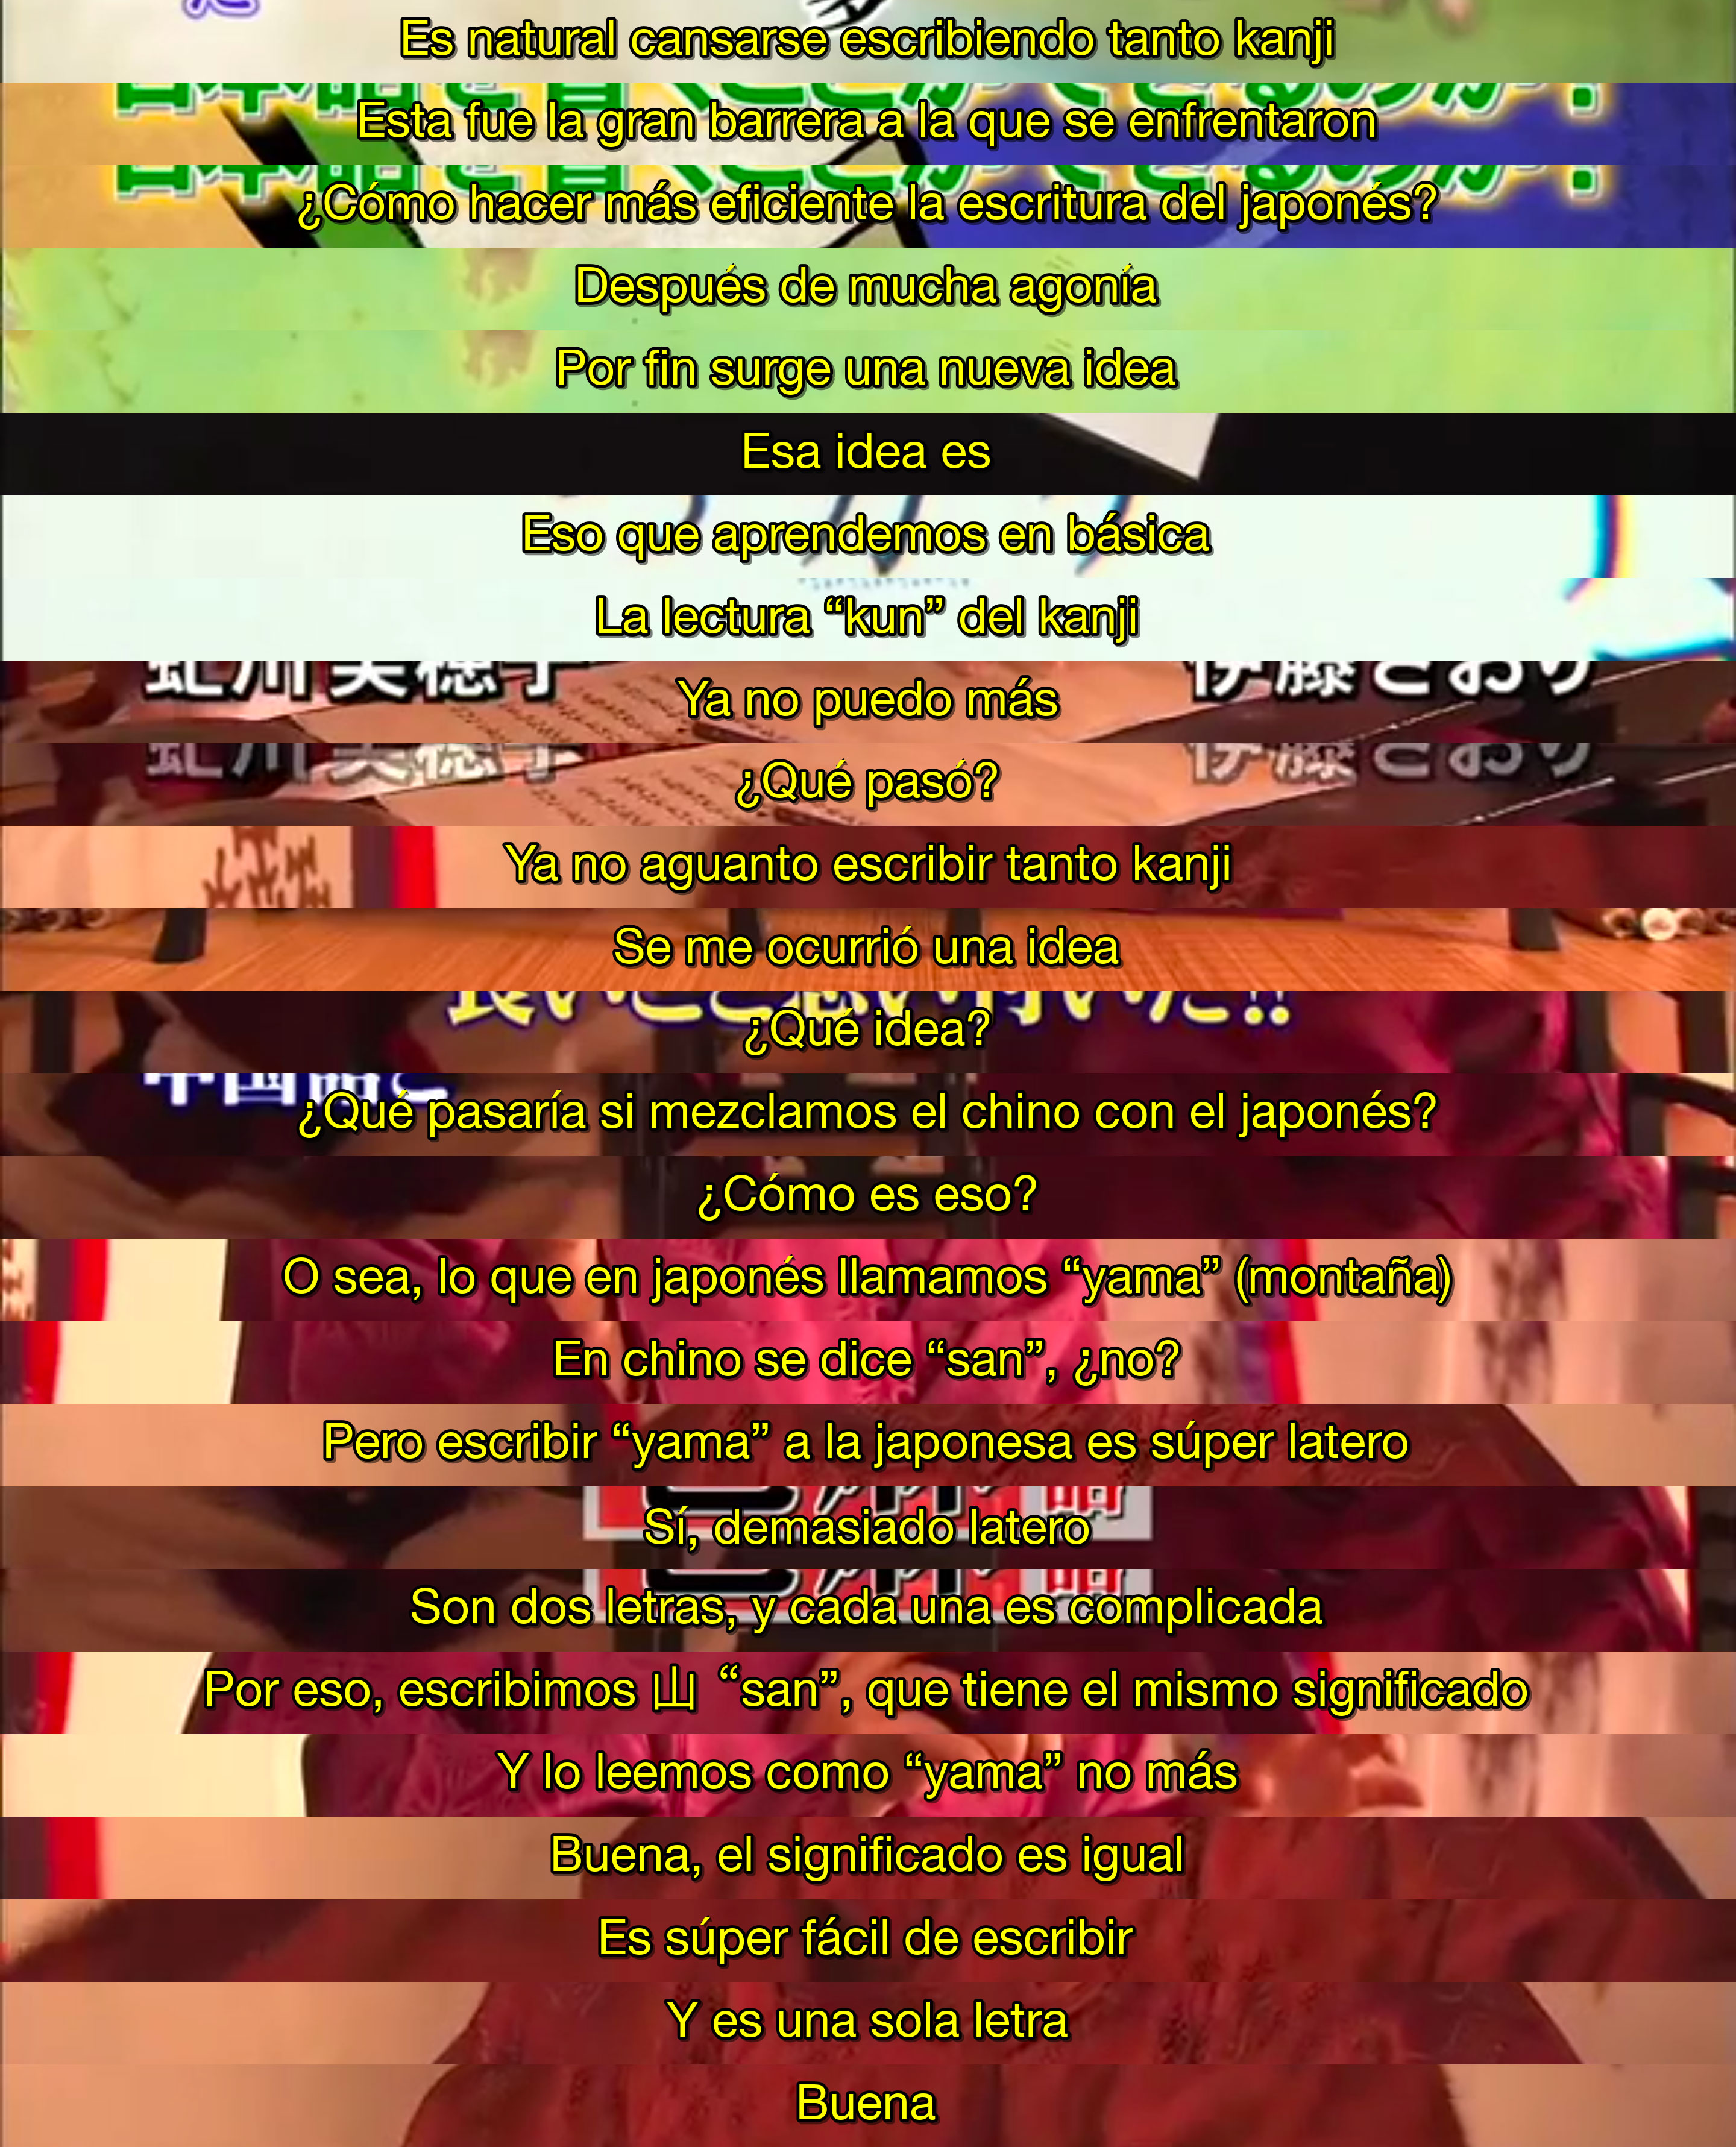 Es natural cansarse escribiendo tanto kanji
Esta fue la gran barrera a la que se enfrentaron
¿Cómo hacer más eficiente la escritura del japonés?
Después de mucha agonía
Por fin surge una nueva idea
Esa idea es
Eso que aprendemos en básica
La lectura “kun” del kanji
Ya no puedo más
¿Qué pasó?
Ya no aguanto escribir tanto kanji
Se me ocurrió una idea
¿Qué idea?
¿Qué pasaría si mezclamos el chino con el japonés?
¿Cómo es eso?
O sea, lo que en japonés llamamos “yama” (montaña)
En chino se dice “san”, ¿no?
Pero escribir “yama” a la japonesa es súper latero
Sí, demasiado latero
Son dos letras, y cada una es complicada
Por eso, escribimos 山 “san”, que tiene el mismo significado
Y lo leemos como “yama” no más
Buena, el significado es igual
Es súper fácil de escribir
Y es una sola letra
Buena